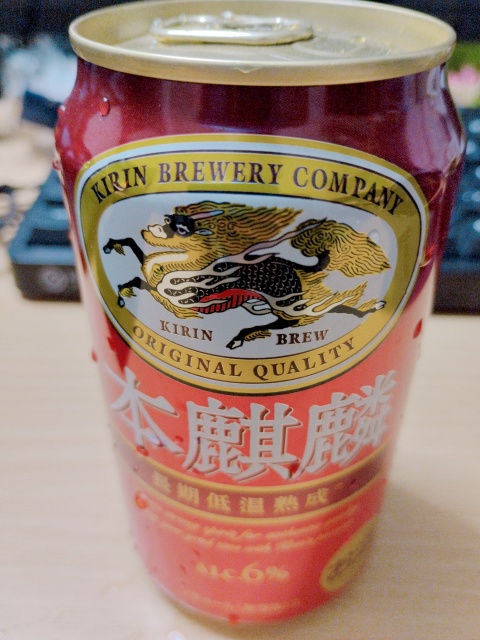 KIRIN BREWERY COMPANY
KIRIN BREW
ORIGINAL QUALITY
本麒麟
長期低温熟成
ALC.6%